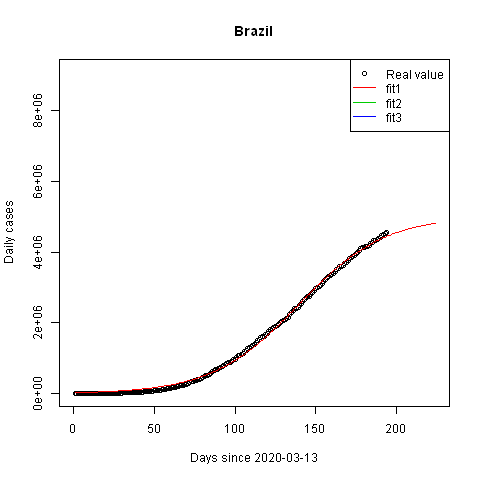 Brazil
Real value
fit1
fit2
fit3
Daily cases
8e+06
6e+06
4e+06
2e+06
0e+00
0 50 100 150 200
Days since 2020-03-13